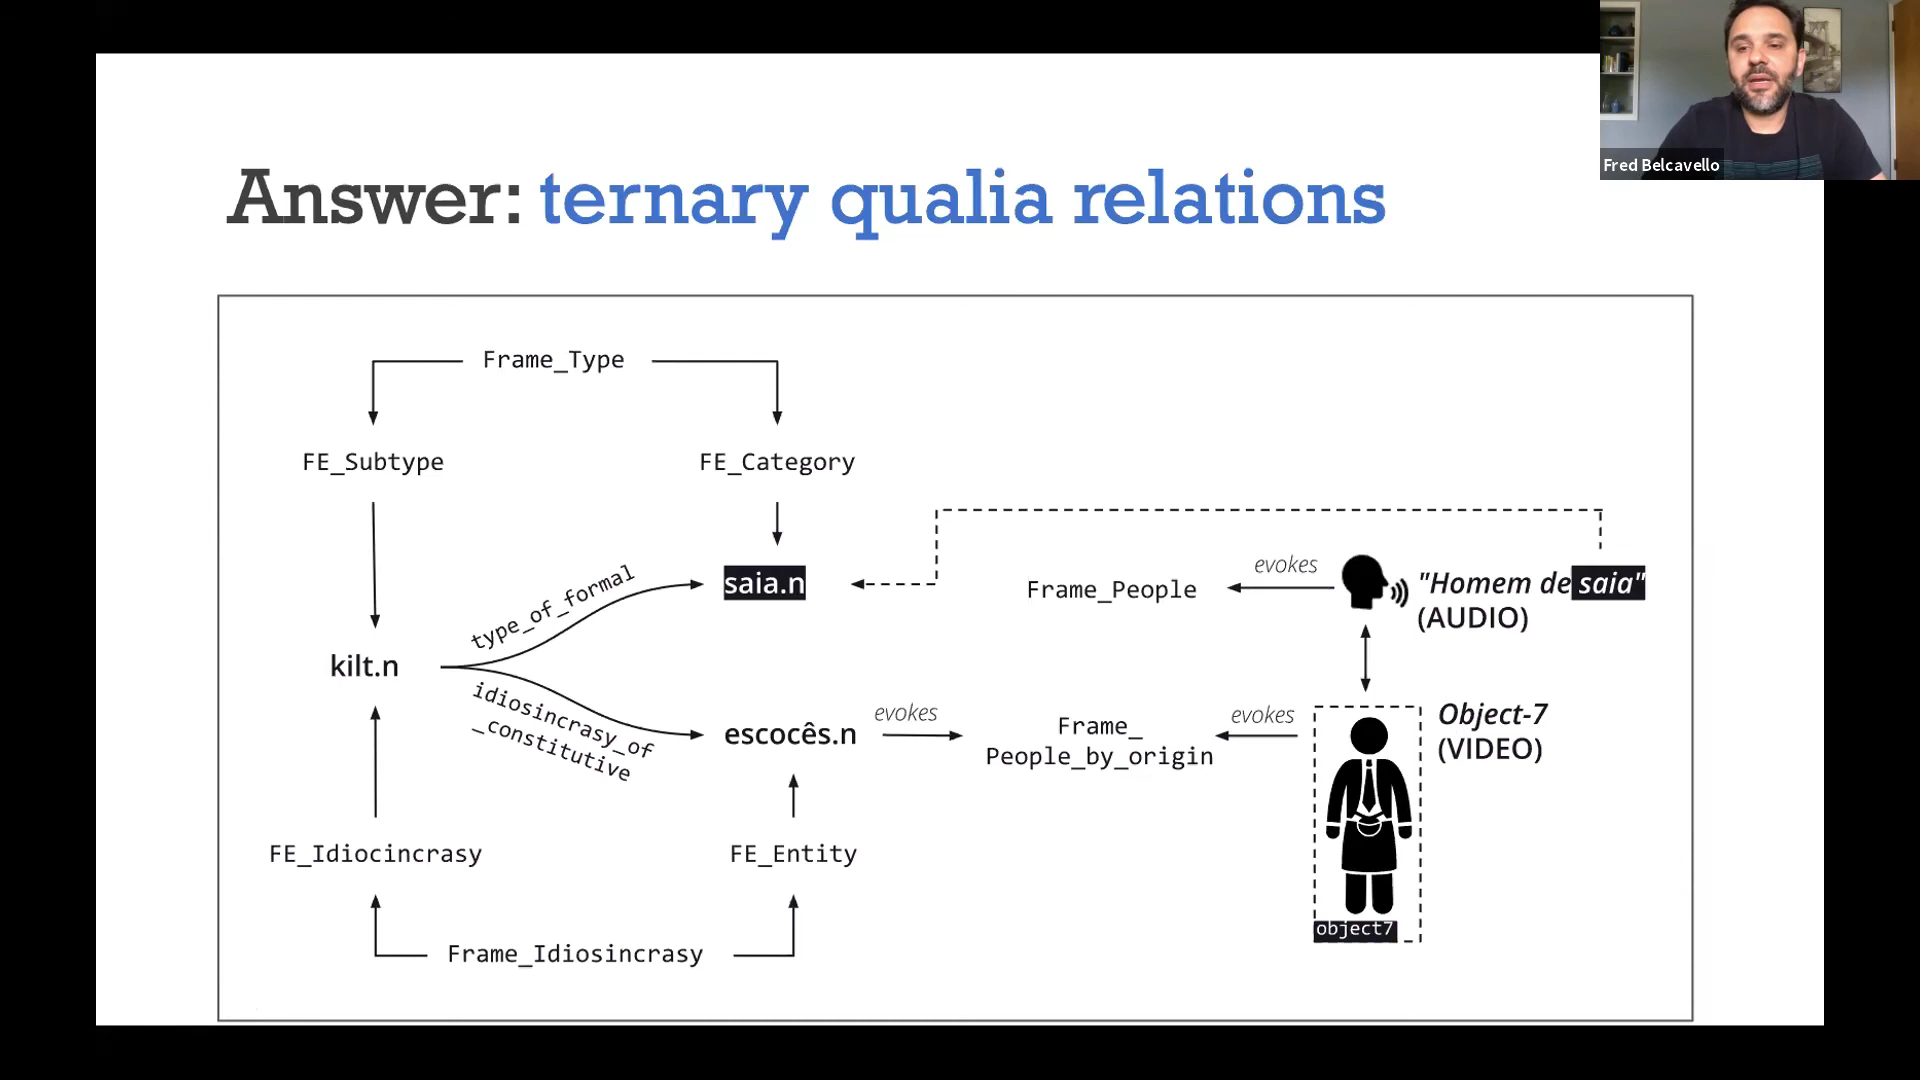 Fred Belcavello
Answer: ternary qualia relations
Frame_Type
FE_Subtype
FE_Category
type_of_formal
saia.n
Frame_People
evokes
"Homem de saia"
(AUDIO)
kilt.n
idiosincrasy_of
_constitutive
escocês.n
evokes
Frame_
People_by_origin
evokes
Object-7
(VIDEO)
FE_Idiocincrasy
FE_Entity
object7
Frame_Idiosincrasy